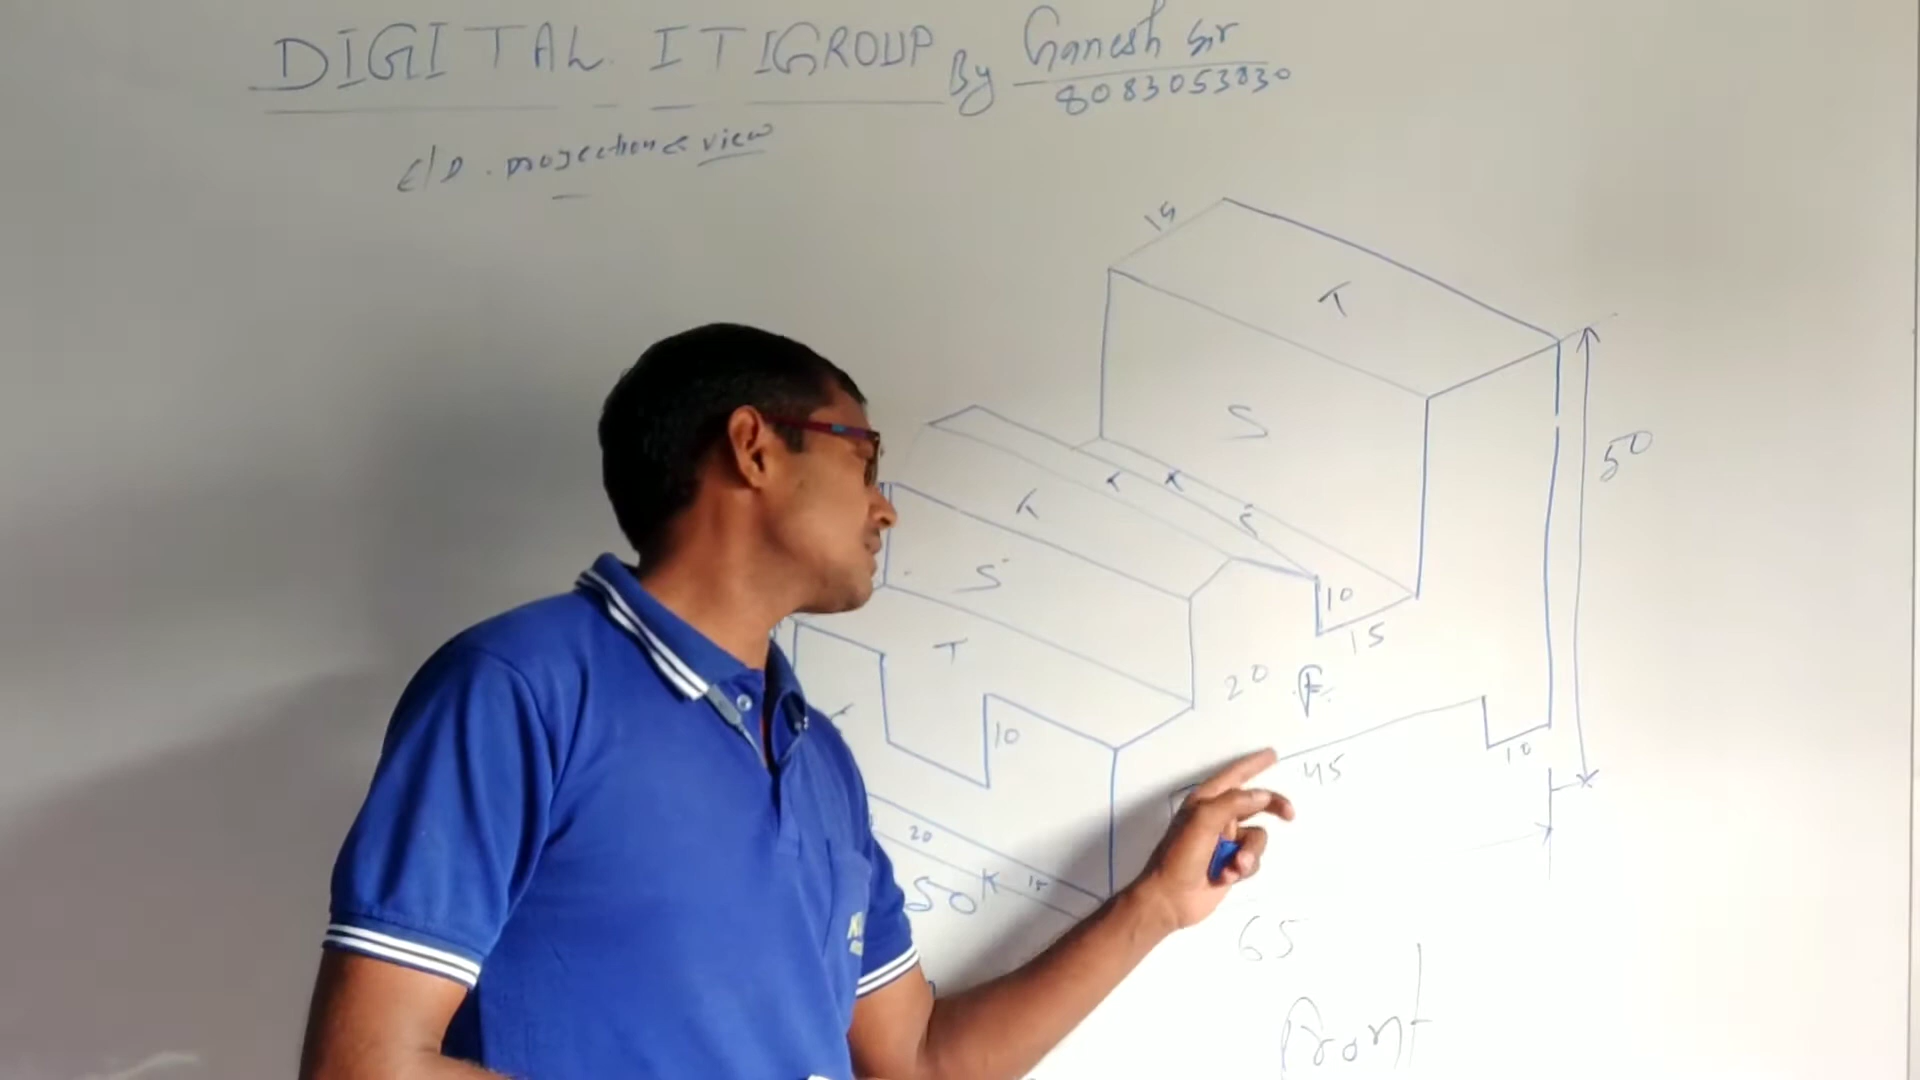 DIGITAL ITIGROUP By Ganesh Sir
8083053830
E/D. projection & view
15
T
S
50
T
S
10
15
T
20 F
10
45
10
20
50
15
65
Front